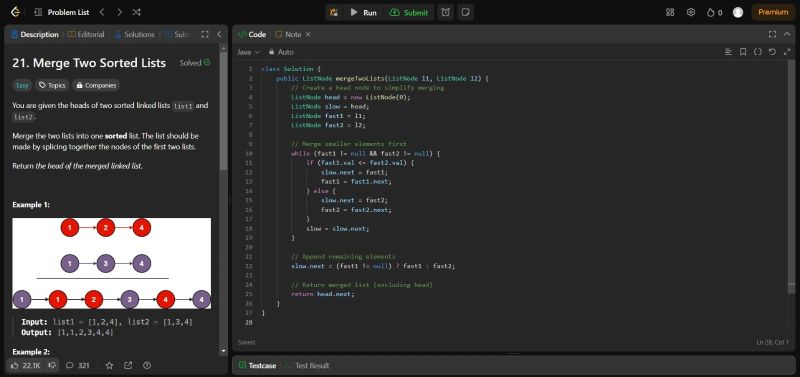 Problem List
Run
Submit
0
Premium
Description
Editorial
Solutions
Sub
21. Merge Two Sorted Lists
Solved
Easy
Topics
Companies
You are given the heads of two sorted linked lists list1 and
list2.
Merge the two lists into one sorted list. The list should be
made by splicing together the nodes of the first two lists.
Return the head of the merged linked list.
Example 1:
1 2 4
1 3 4
1 1 2 3 4 4
Input: list1 = [1,2,4], list2 = [1,3,4]
Output: [1,1,2,3,4,4]
Example 2:
22.1K
321
</> Code
Note
Java
Auto
1 class Solution {
2 public ListNode mergeTwoLists(ListNode l1, ListNode l2) {
3 // Create a head node to simplify merging
4 ListNode head = new ListNode(0);
5 ListNode slow = head;
6 ListNode fast1 = l1;
7 ListNode fast2 = l2;
8
9 // Merge smaller elements first
10 while (fast1 != null && fast2 != null) {
11 if (fast1.val <= fast2.val) {
12 slow.next = fast1;
13 fast1 = fast1.next;
14 } else {
15 slow.next = fast2;
16 fast2 = fast2.next;
17 }
18 slow = slow.next;
19 }
20
21 // Append remaining elements
22 slow.next = (fast1 != null) ? fast1 : fast2;
23
24 // Return merged list (excluding head)
25 return head.next;
26 }
27 }
28
Saved
Ln 28, Col 1
Testcase
Test Result